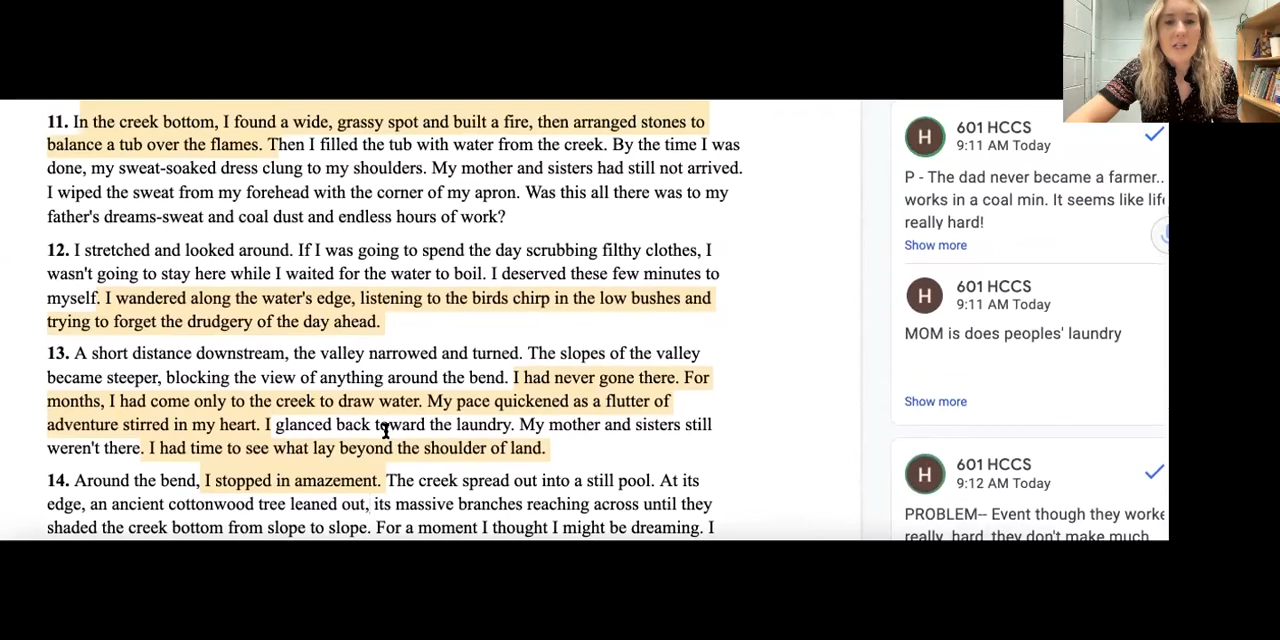 11. In the creek bottom, I found a wide, grassy spot and built a fire, then arranged stones to
balance a tub over the flames. Then I filled the tub with water from the creek. By the time I was
done, my sweat-soaked dress clung to my shoulders. My mother and sisters had still not arrived.
I wiped the sweat from my forehead with the corner of my apron. Was this all there was to my
father's dreams-sweat and coal dust and endless hours of work?
12. I stretched and looked around. If I was going to spend the day scrubbing filthy clothes, I
wasn't going to stay here while I waited for the water to boil. I deserved these few minutes to
myself. I wandered along the water's edge, listening to the birds chirp in the low bushes and
trying to forget the drudgery of the day ahead.
13. A short distance downstream, the valley narrowed and turned. The slopes of the valley
became steeper, blocking the view of anything around the bend. I had never gone there. For
months, I had come only to the creek to draw water. My pace quickened as a flutter of
adventure stirred in my heart. I glanced back toward the laundry. My mother and sisters still
weren't there. I had time to see what lay beyond the shoulder of land.
14. Around the bend, I stopped in amazement. The creek spread out into a still pool. At its
edge, an ancient cottonwood tree leaned out, its massive branches reaching across until they
shaded the creek bottom from slope to slope. For a moment I thought I might be dreaming. I
H
601 HCCS
9:11 AM Today
P - The dad never became a farmer..
works in a coal min. It seems like life
really hard!
Show more
H
601 HCCS
9:11 AM Today
MOM is does peoples' laundry
Show more
H
601 HCCS
9:12 AM Today
PROBLEM-- Event though they worke
really hard, they don't make much